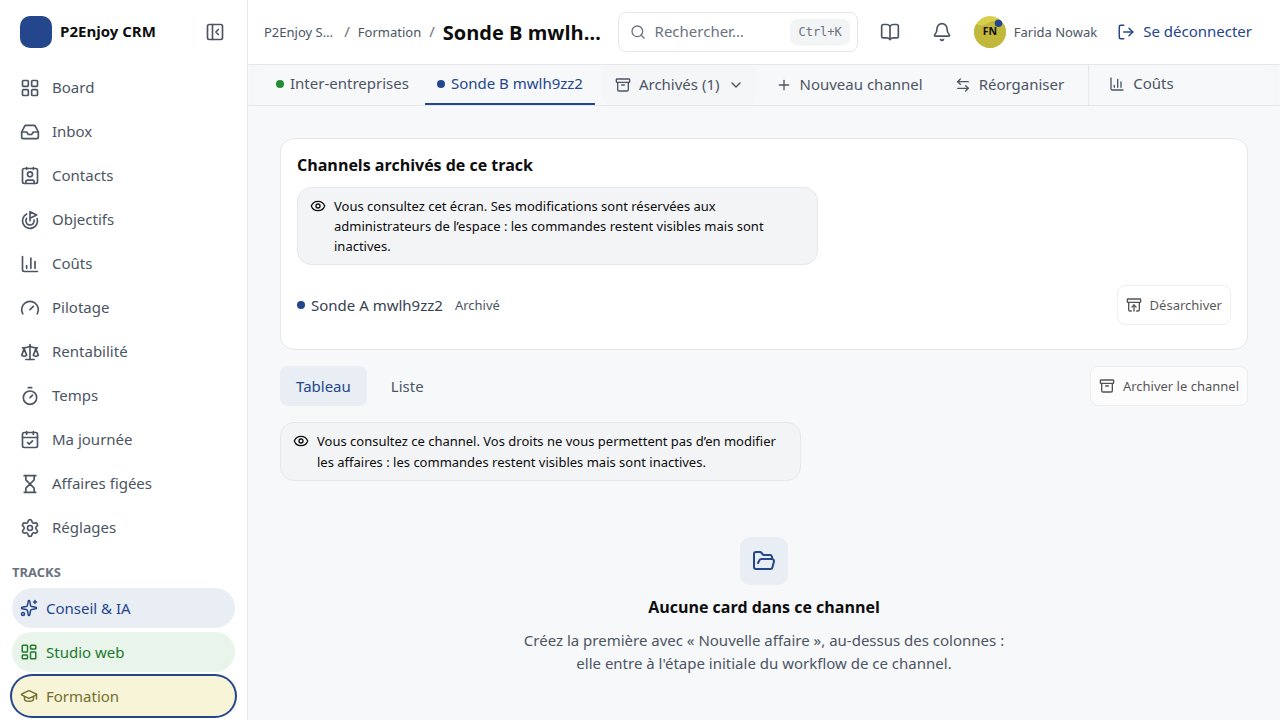 P2Enjoy CRM
P2Enjoy S... / Formation / Sonde B mwlh...
Rechercher... Ctrl+K
FN Farida Nowak
Se déconnecter
Board
Inbox
Contacts
Objectifs
Coûts
Pilotage
Rentabilité
Temps
Ma journée
Affaires figées
Réglages
TRACKS
Conseil & IA
Studio web
Formation
Inter-entreprises
Sonde B mwlh9zz2
Archivés (1)
Nouveau channel
Réorganiser
Coûts
Channels archivés de ce track
Vous consultez cet écran. Ses modifications sont réservées aux
administrateurs de l’espace : les commandes restent visibles mais sont
inactives.
Sonde A mwlh9zz2 Archivé
Désarchiver
Tableau
Liste
Archiver le channel
Vous consultez ce channel. Vos droits ne vous permettent pas d’en modifier
les affaires : les commandes restent visibles mais sont inactives.
Aucune card dans ce channel
Créez la première avec « Nouvelle affaire », au-dessus des colonnes :
elle entre à l'étape initiale du workflow de ce channel.